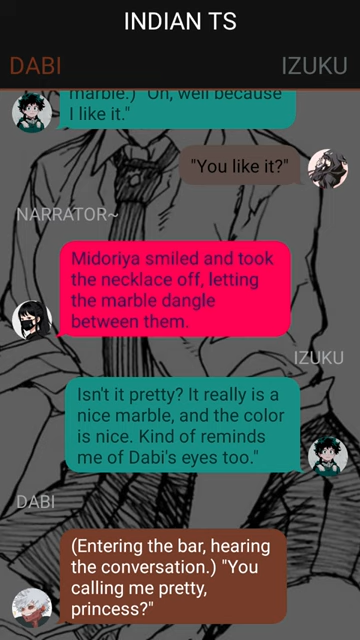 INDIAN TS
DABI
IZUKU
marble.) "Oh, well because
I like it."
"You like it?"
NARRATOR~
Midoriya smiled and took
the necklace off, letting
the marble dangle
between them.
IZUKU
Isn't it pretty? It really is a
nice marble, and the color
is nice. Kind of reminds
me of Dabi's eyes too."
DABI
(Entering the bar, hearing
the conversation.) "You
calling me pretty,
princess?"